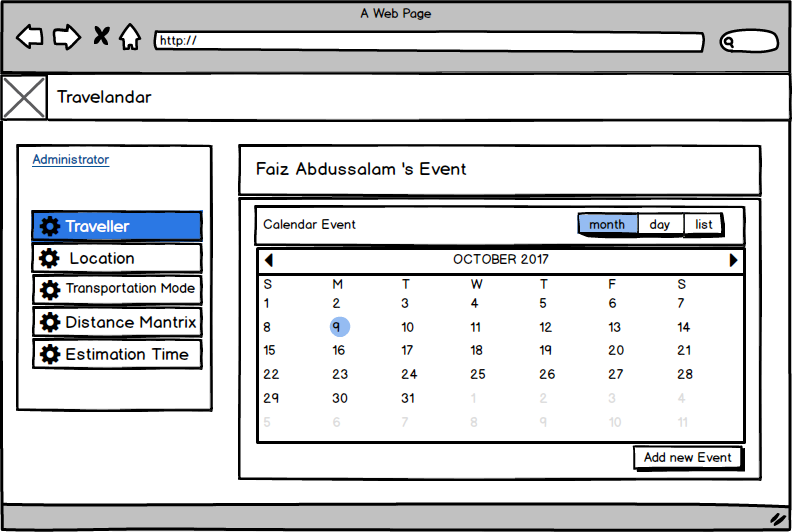 A Web Page
http://
Travelandar
Administrator
Traveller
Location
Transportation Mode
Distance Mantrix
Estimation Time
Faiz Abdussalam 's Event
Calendar Event
month day list
OCTOBER 2017
S M T W T F S
1 2 3 4 5 6 7
8 9 10 11 12 13 14
15 16 17 18 19 20 21
22 23 24 25 26 27 28
29 30 31 1 2 3 4
5 6 7 8 9 10 11
Add new Event